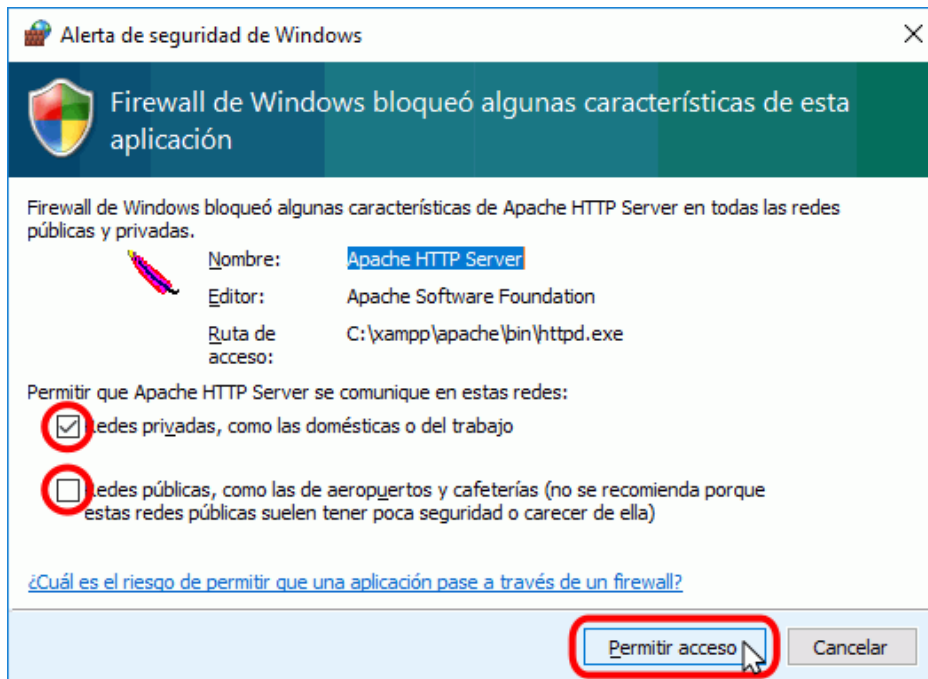 Alerta de seguridad de Windows
Firewall de Windows bloqueó algunas características de esta
aplicación
Firewall de Windows bloqueó algunas características de Apache HTTP Server en todas las redes
públicas y privadas.
Nombre: Apache HTTP Server
Editor: Apache Software Foundation
Ruta de C:\xampp\apache\bin\httpd.exe
acceso:
Permitir que Apache HTTP Server se comunique en estas redes:
Redes privadas, como las domésticas o del trabajo
Redes públicas, como las de aeropuertos y cafeterías (no se recomienda porque
estas redes públicas suelen tener poca seguridad o carecer de ella)
¿Cuál es el riesgo de permitir que una aplicación pase a través de un firewall?
Permitir acceso Cancelar